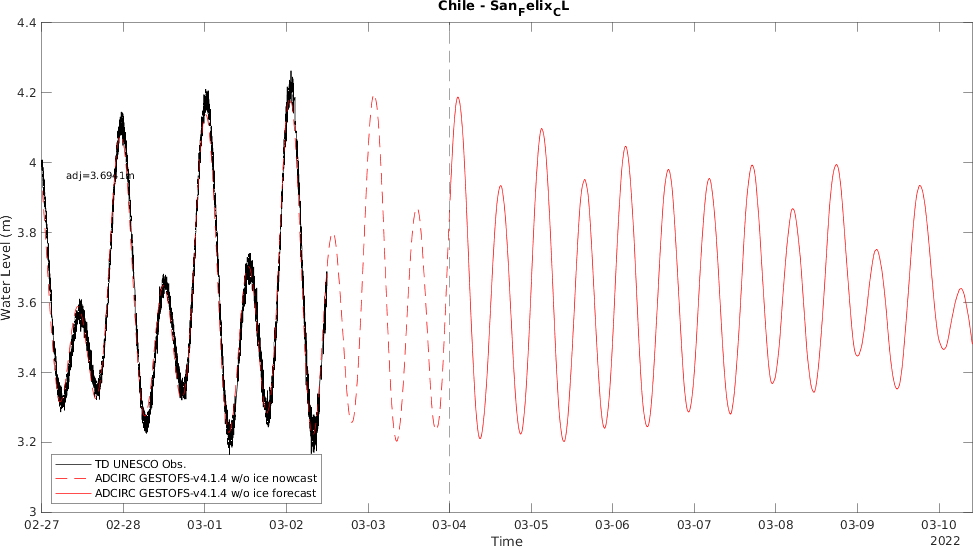 Chile - SanFelixCL
4.4
4.2
4
3.8
3.6
3.4
3.2
3
Water Level (m)
adj=3.6941m
TD UNESCO Obs.
ADCIRC GESTOFS-v4.1.4 w/o ice nowcast
ADCIRC GESTOFS-v4.1.4 w/o ice forecast
02-27 02-28 03-01 03-02 03-03 03-04 03-05 03-06 03-07 03-08 03-09 03-10
Time
2022